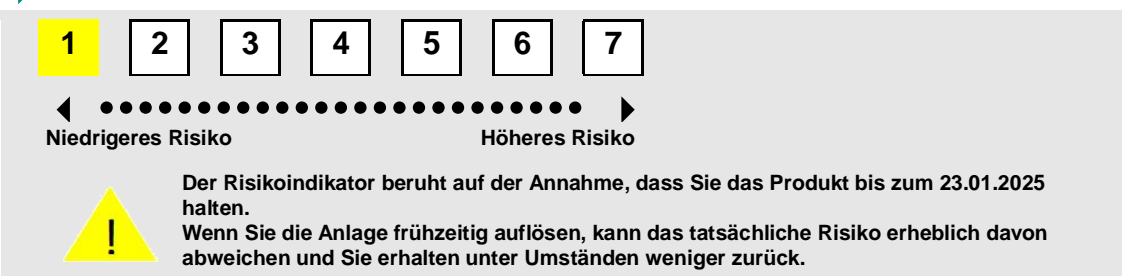 1 2 3 4 5 6 7
Niedrigeres Risiko Höheres Risiko
Der Risikoindikator beruht auf der Annahme, dass Sie das Produkt bis zum 23.01.2025
halten.
Wenn Sie die Anlage frühzeitig auflösen, kann das tatsächliche Risiko erheblich davon
abweichen und Sie erhalten unter Umständen weniger zurück.
!